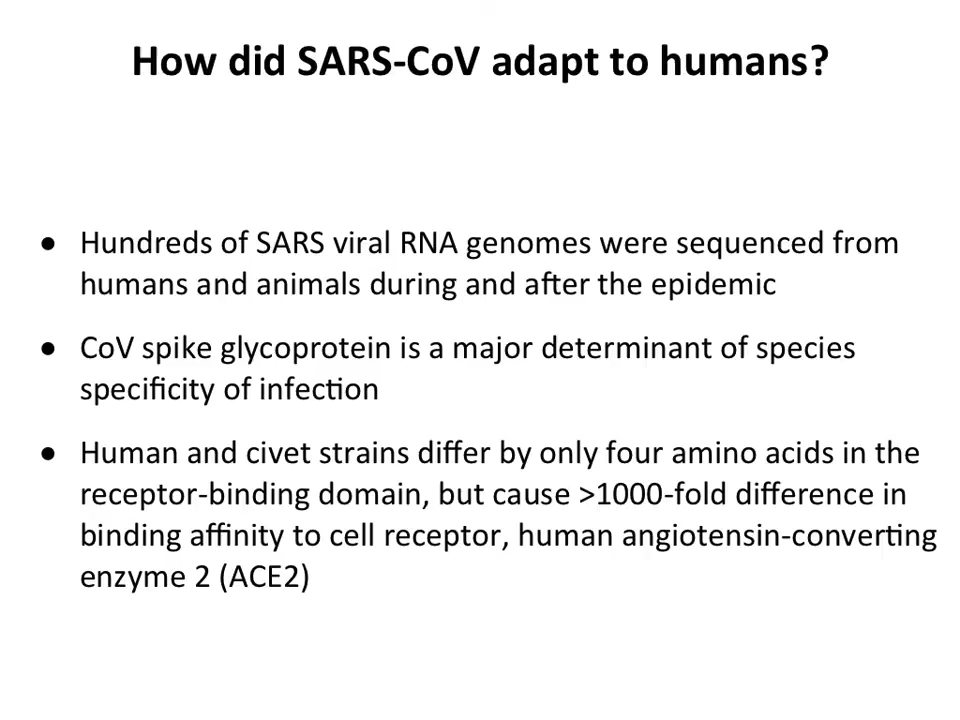 How did SARS-CoV adapt to humans?
● Hundreds of SARS viral RNA genomes were sequenced from
humans and animals during and after the epidemic
● CoV spike glycoprotein is a major determinant of species
specificity of infection
● Human and civet strains differ by only four amino acids in the
receptor-binding domain, but cause >1000-fold difference in
binding affinity to cell receptor, human angiotensin-converting
enzyme 2 (ACE2)